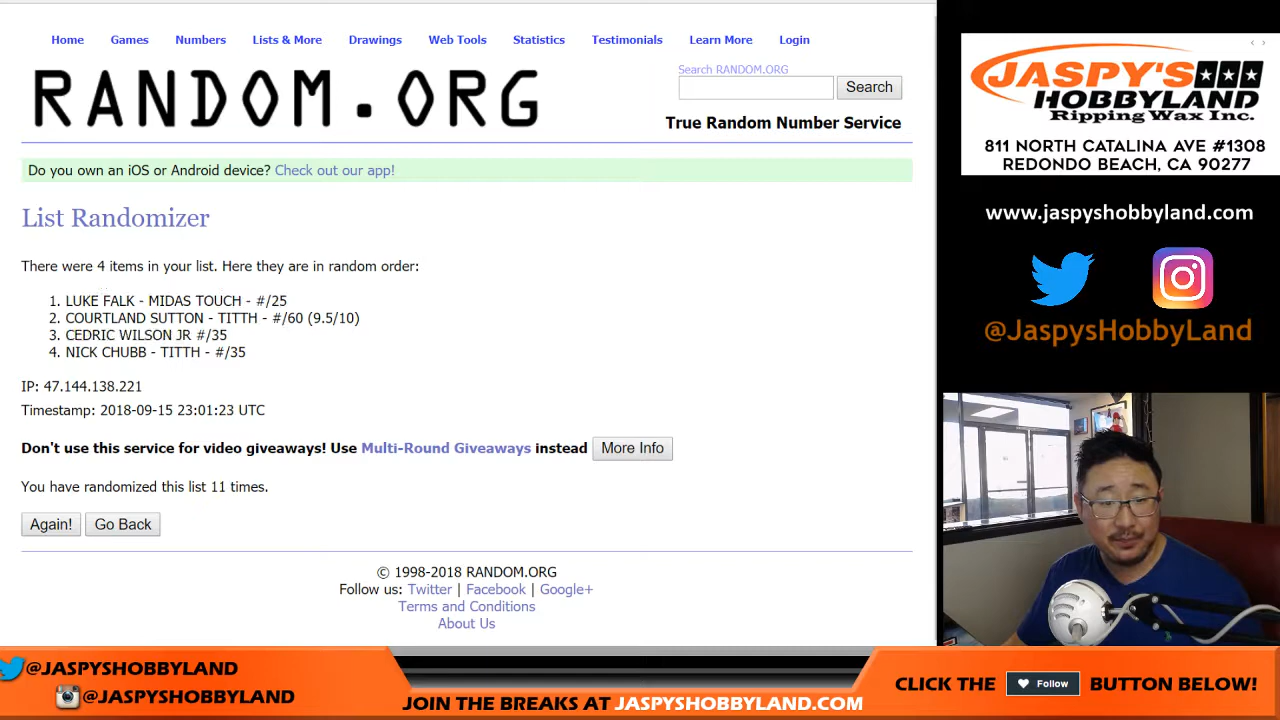 Home Games Numbers Lists & More Drawings Web Tools Statistics Testimonials Learn More Login
RANDOM.ORG
Search RANDOM.ORG
Search
True Random Number Service
Do you own an iOS or Android device? Check out our app!
List Randomizer
There were 4 items in your list. Here they are in random order:
1. LUKE FALK - MIDAS TOUCH - #/25
2. COURTLAND SUTTON - TITTH - #/60 (9.5/10)
3. CEDRIC WILSON JR #/35
4. NICK CHUBB - TITTH - #/35
IP: 47.144.138.221
Timestamp: 2018-09-15 23:01:23 UTC
Don't use this service for video giveaways! Use Multi-Round Giveaways instead More Info
You have randomized this list 11 times.
Again! Go Back
© 1998-2018 RANDOM.ORG
Follow us: Twitter | Facebook | Google+
Terms and Conditions
About Us
JASPY'S
HOBBYLAND
Ripping Wax Inc.
811 NORTH CATALINA AVE #1308
REDONDO BEACH, CA 90277
www.jaspyshobbyland.com
@JaspysHobbyLand
@JASPYSHOBBYLAND
@JASPYSHOBBYLAND
JOIN THE BREAKS AT JASPYSHOBBYLAND.COM
CLICK THE Follow BUTTON BELOW!